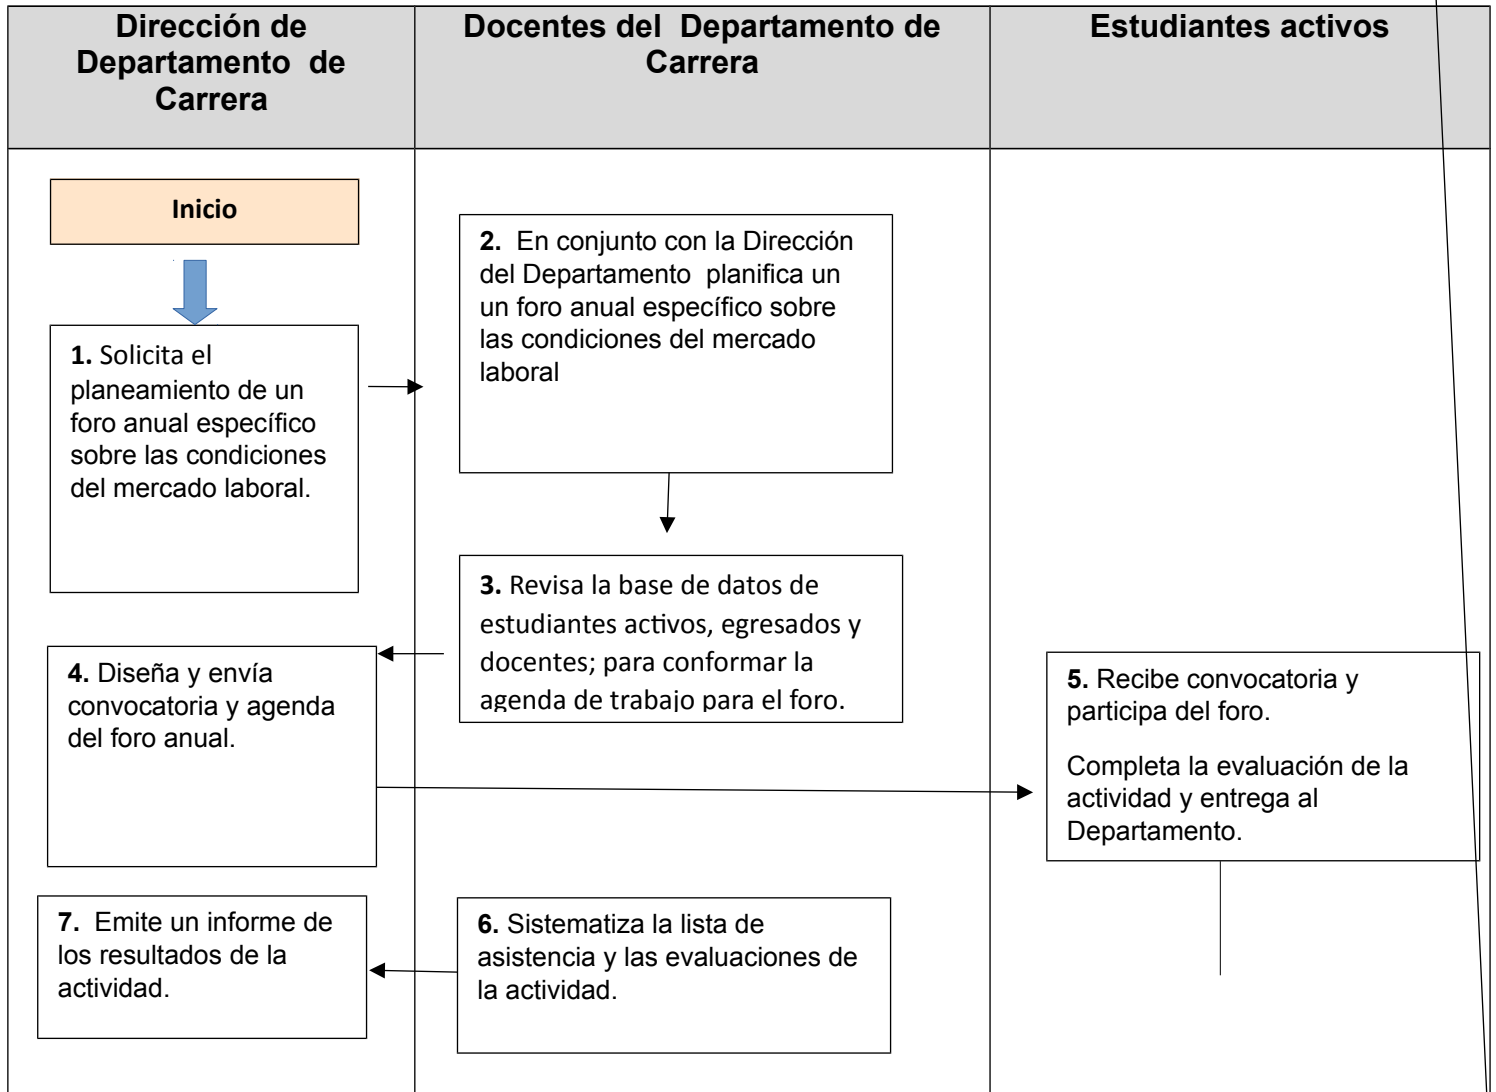 Dirección de
Departamento de
Carrera
Docentes del Departamento de
Carrera
Estudiantes activos
Inicio
1. Solicita el
planeamiento de un
foro anual específico
sobre las condiciones
del mercado laboral.
2. En conjunto con la Dirección
del Departamento planifica un
un foro anual específico sobre
las condiciones del mercado
laboral
3. Revisa la base de datos de
estudiantes activos, egresados y
docentes; para conformar la
agenda de trabajo para el foro.
4. Diseña y envía
convocatoria y agenda
del foro anual.
5. Recibe convocatoria y
participa del foro.
Completa la evaluación de la
actividad y entrega al
Departamento.
6. Sistematiza la lista de
asistencia y las evaluaciones de
la actividad.
7. Emite un informe de
los resultados de la
actividad.